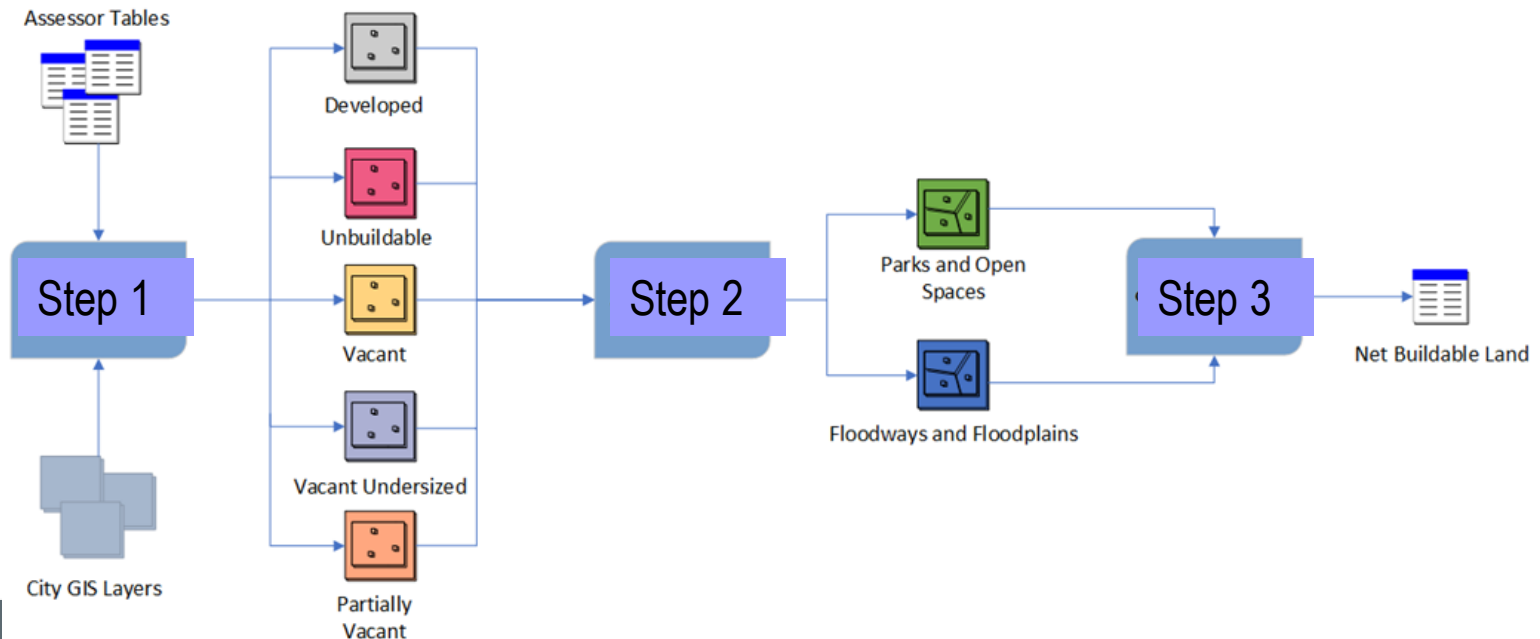 Assessor Tables
Developed
Unbuildable
Step 1
Vacant
Vacant Undersized
Partially
Vacant
City GIS Layers
Step 2
Parks and Open
Spaces
Floodways and Floodplains
Step 3
Net Buildable Land